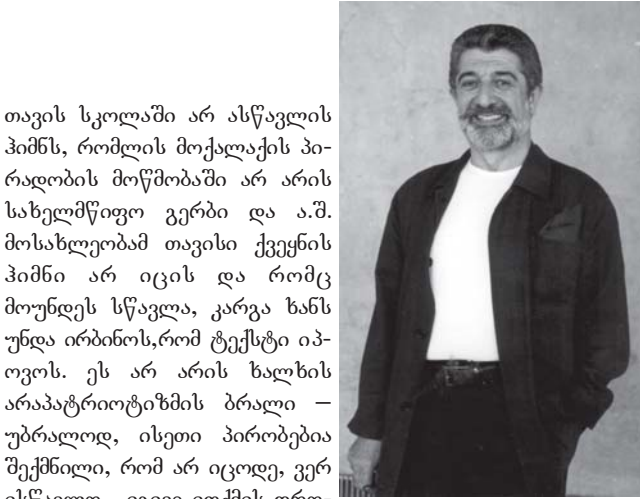 თავის სკოლაში არ ასწავლის
ჰიმნს, რომლის მოქალაქის პი-
რადობის მოწმობაში არ არის
სახელმწიფო გერბი და ა.შ.
მოსახლეობამ თავისი ქვეყნის
ჰიმნი არ იცის და რომც
მოუნდეს სწავლა, კარგა ხანს
უნდა ირბინოს,რომ ტექსტი იპ-
ოვოს. ეს არ არის ხალხის
არაპატრიოტიზმის ბრალი –
უბრალოდ, ისეთი პირობებია
შექმნილი, რომ არ იცოდე, ვერ